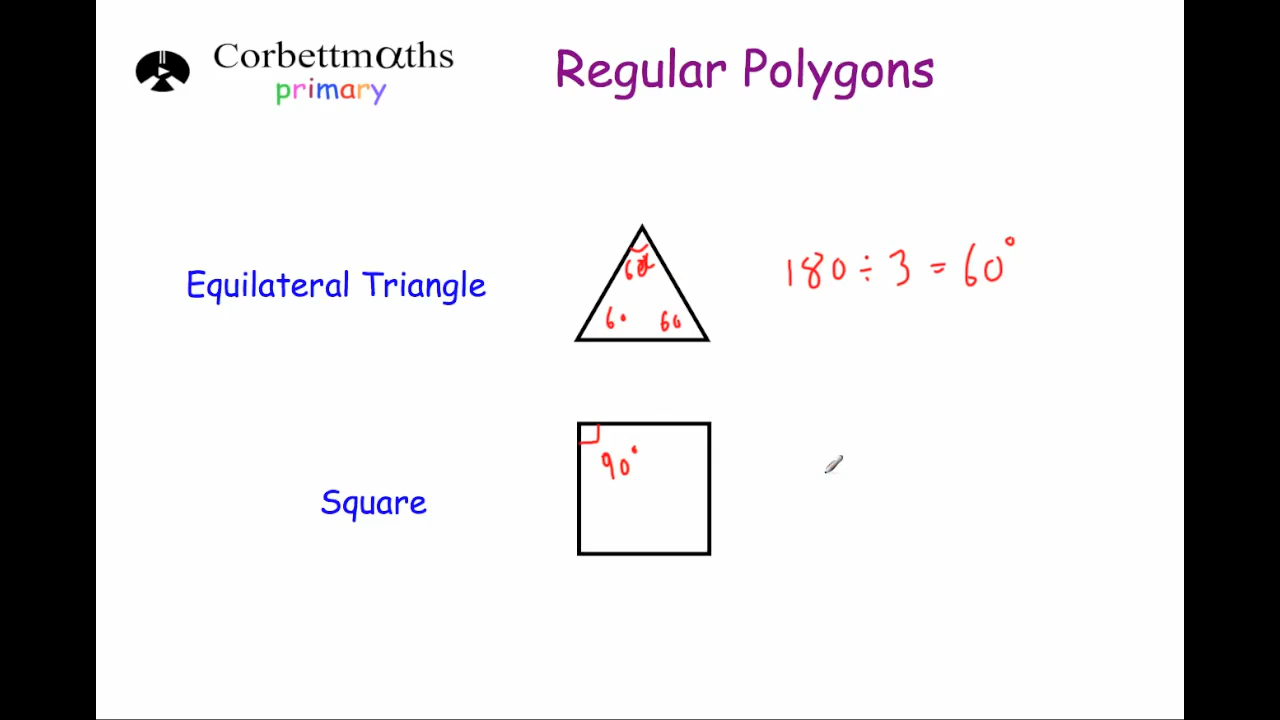 Corbettmαths
primary
Regular Polygons
Equilateral Triangle
60
60
180 ÷ 3 = 60°
Square
90°